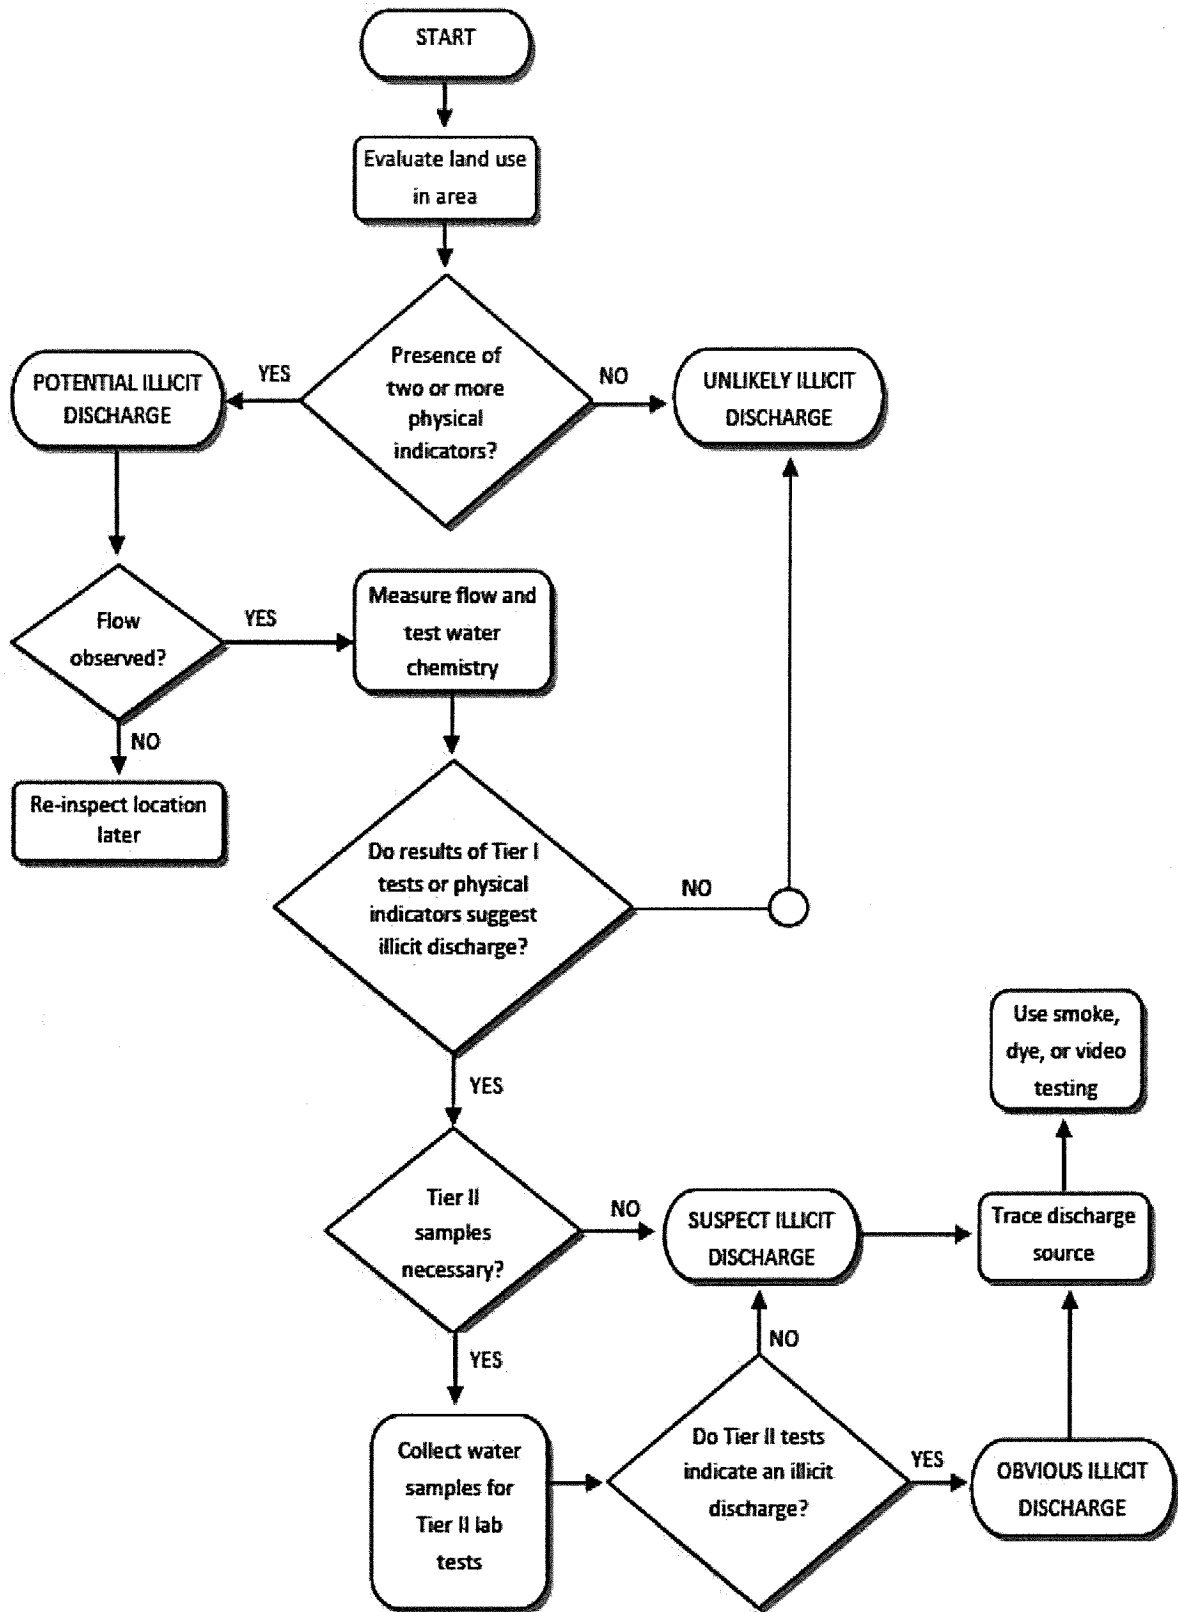 START
Evaluate land use
in area
Presence of
two or more
physical
indicators?
YES
NO
POTENTIAL ILLICIT
DISCHARGE
UNLIKELY ILLICIT
DISCHARGE
Flow
observed?
YES
NO
Measure flow and
test water
chemistry
Re-inspect location
later
Do results of Tier I
tests or physical
indicators suggest
illicit discharge?
NO
YES
Use smoke,
dye, or video
testing
Tier II
samples
necessary?
NO
SUSPECT ILLICIT
DISCHARGE
Trace discharge
source
YES
NO
Collect water
samples for
Tier II lab
tests
Do Tier II tests
indicate an illicit
discharge?
YES
OBVIOUS ILLICIT
DISCHARGE